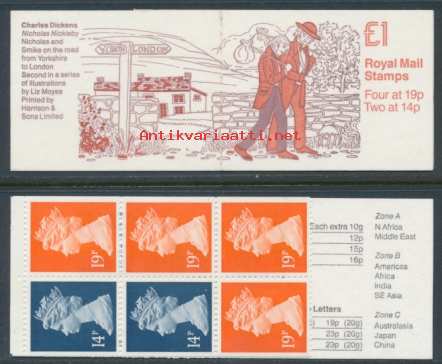 Charles Dickens
Nicholas Nickleby
Nicholas and
Smike on the road
from Yorkshire
to London
Second in a series
of illustrations
by Liz Moyes
Printed by
Harrison &
Sons Limited
LONDON
£1
Royal Mail
Stamps
Four at 19p
Two at 14p
Antikvariaatti.net
19P
19P
19P
14P
14P
19P
Each extra 10g
12p
15p
16p
Letters
19p (20g)
23p (20g)
23p (20g)
Zone A
N Africa
Middle East
Zone B
Americas
Africa
India
SE Asia
Zone C
Australasia
Japan
China